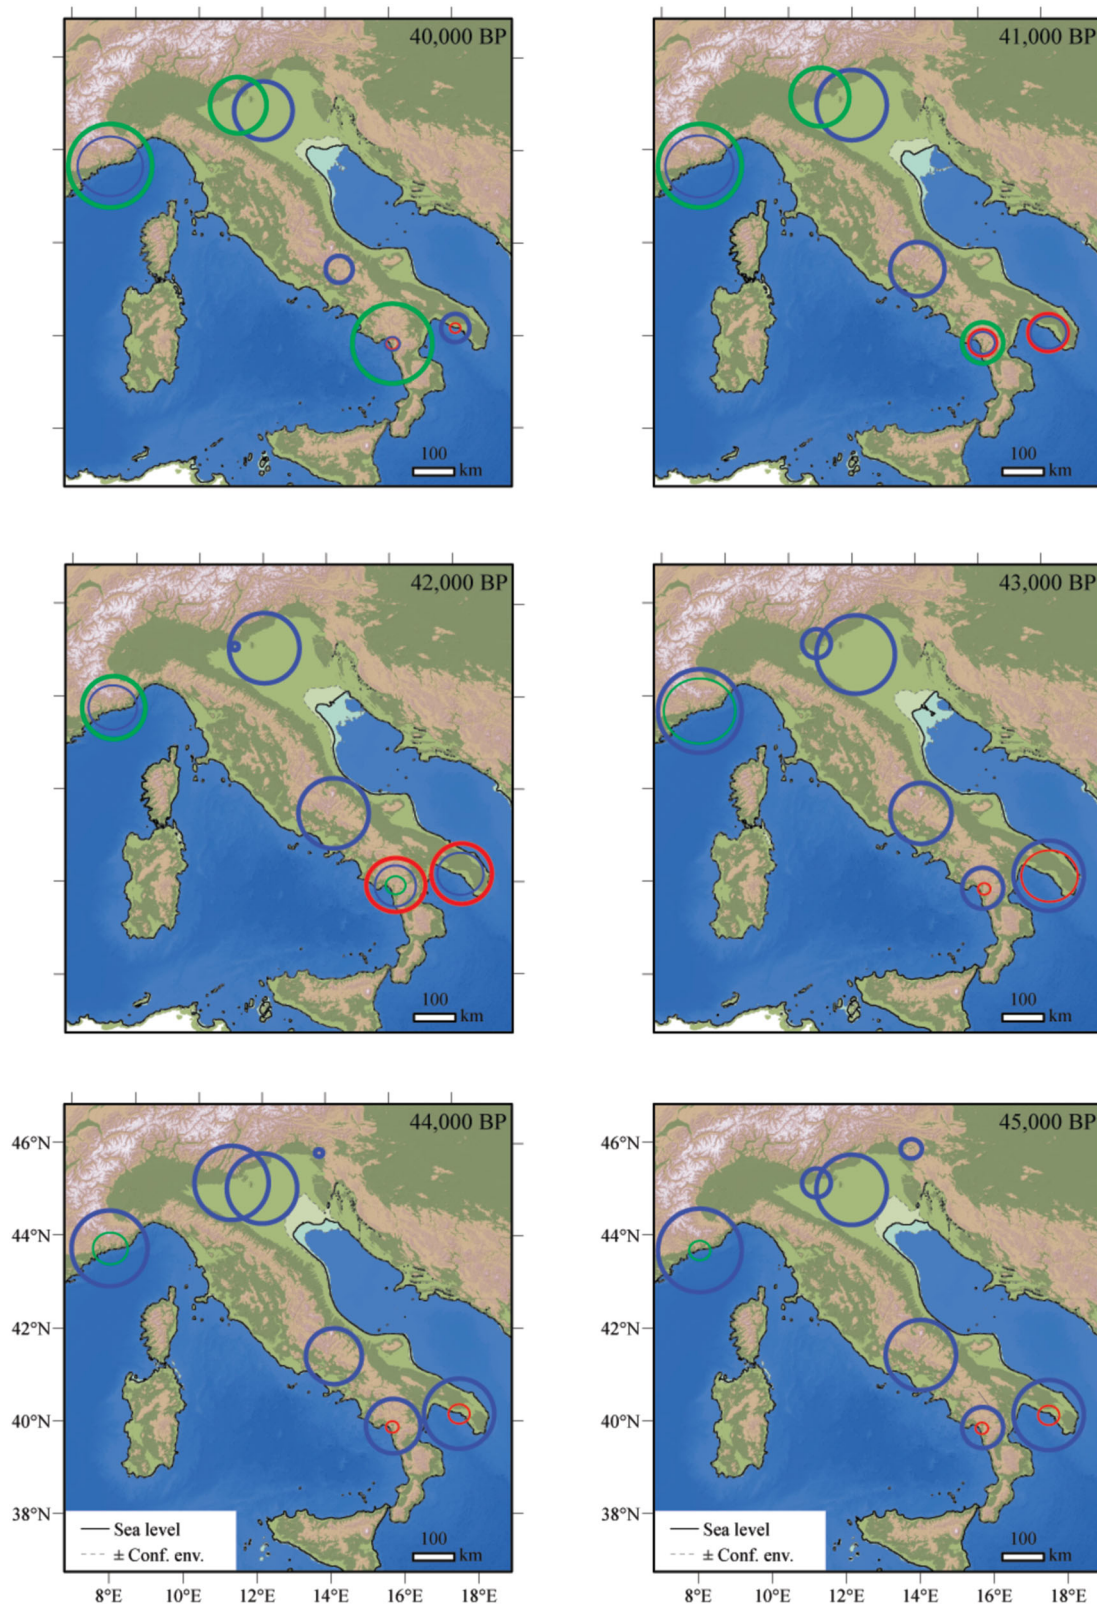 40,000 BP
100
km
41,000 BP
100
km
42,000 BP
100
km
43,000 BP
100
km
46°N
44°N
42°N
40°N
38°N
44,000 BP
Sea level
± Conf. env.
100
km
8°E 10°E 12°E 14°E 16°E 18°E
46°N
44°N
42°N
40°N
38°N
45,000 BP
Sea level
± Conf. env.
100
km
8°E 10°E 12°E 14°E 16°E 18°E